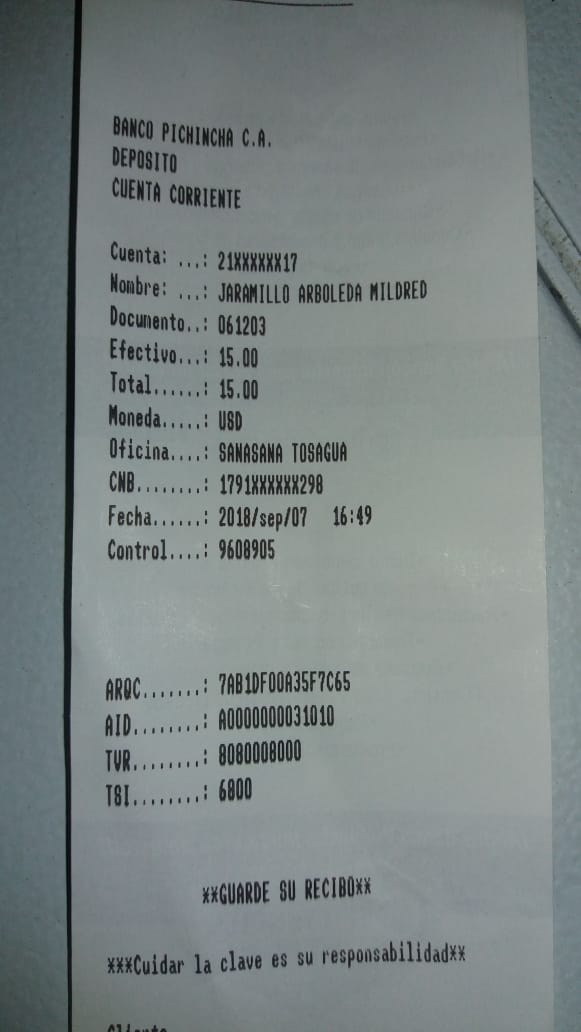 BANCO PICHINCHA C.A.
DEPOSITO
CUENTA CORRIENTE
Cuenta: ...: 21XXXXXX17
Nombre: ...: JARAMILLO ARBOLEDA MILDRED
Documento..: 061203
Efectivo...: 15.00
Total......: 15.00
Moneda.....: USD
Oficina....: SANASANA TOSAGUA
CNB........: 1791XXXXXX298
Fecha......: 2018/sep/07 16:49
Control....: 9608905
ARQC.......: 7AB1DF00A35F7C65
AID........: A0000000031010
TVR........: 8080008000
TSI........: 6800
**GUARDE SU RECIBO**
***Cuidar la clave es su responsabilidad**
Cliente